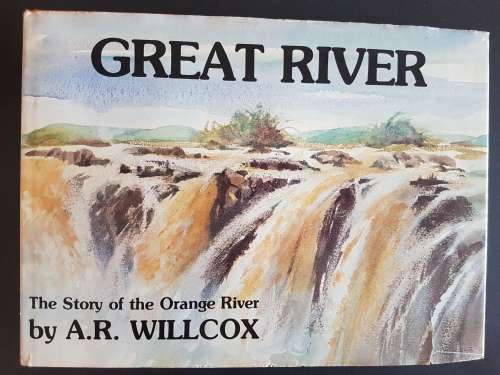 GREAT RIVER
The Story of the Orange River
by A.R. WILLCOX